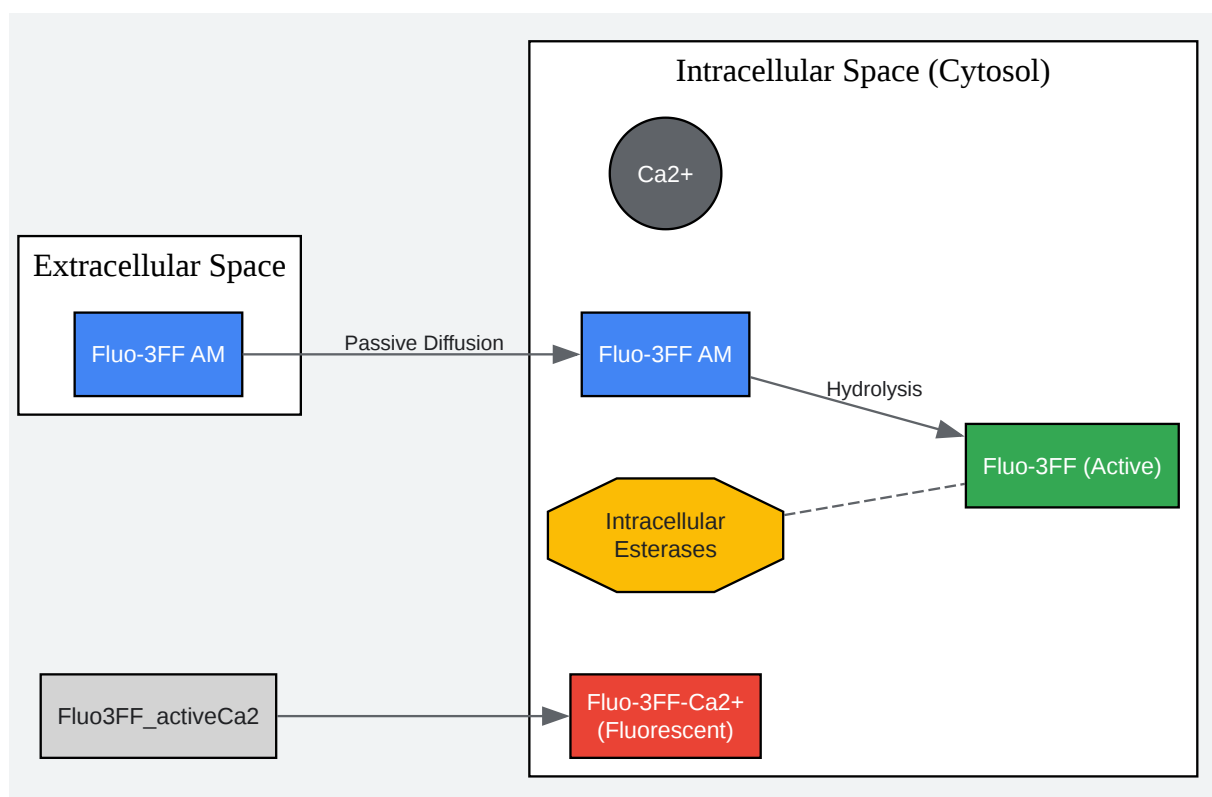 Intracellular Space (Cytosol)
Ca2+
Extracellular Space
Fluo-3FF AM
Passive Diffusion
Fluo-3FF AM
Hydrolysis
Fluo-3FF (Active)
Intracellular
Esterases
Fluo3FF_activeCa2
Fluo-3FF-Ca2+
(Fluorescent)